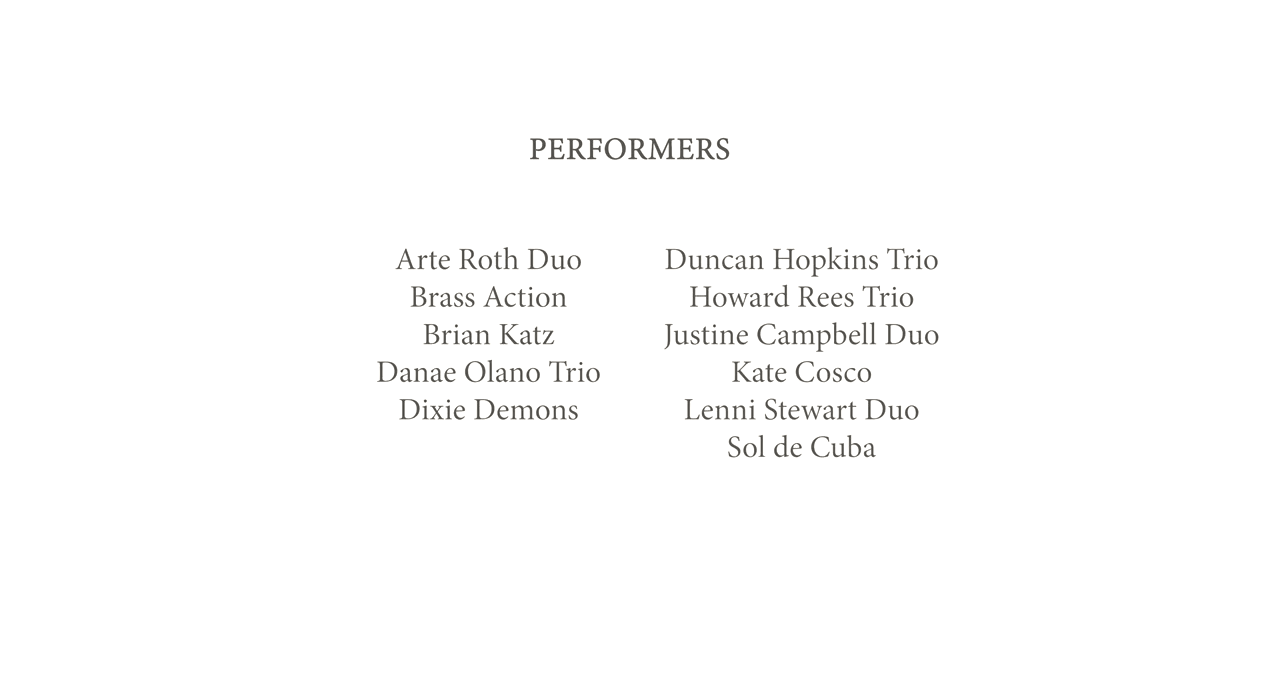 PERFORMERS
Arte Roth Duo
Brass Action
Brian Katz
Danae Olano Trio
Dixie Demons
Duncan Hopkins Trio
Howard Rees Trio
Justine Campbell Duo
Kate Cosco
Lenni Stewart Duo
Sol de Cuba